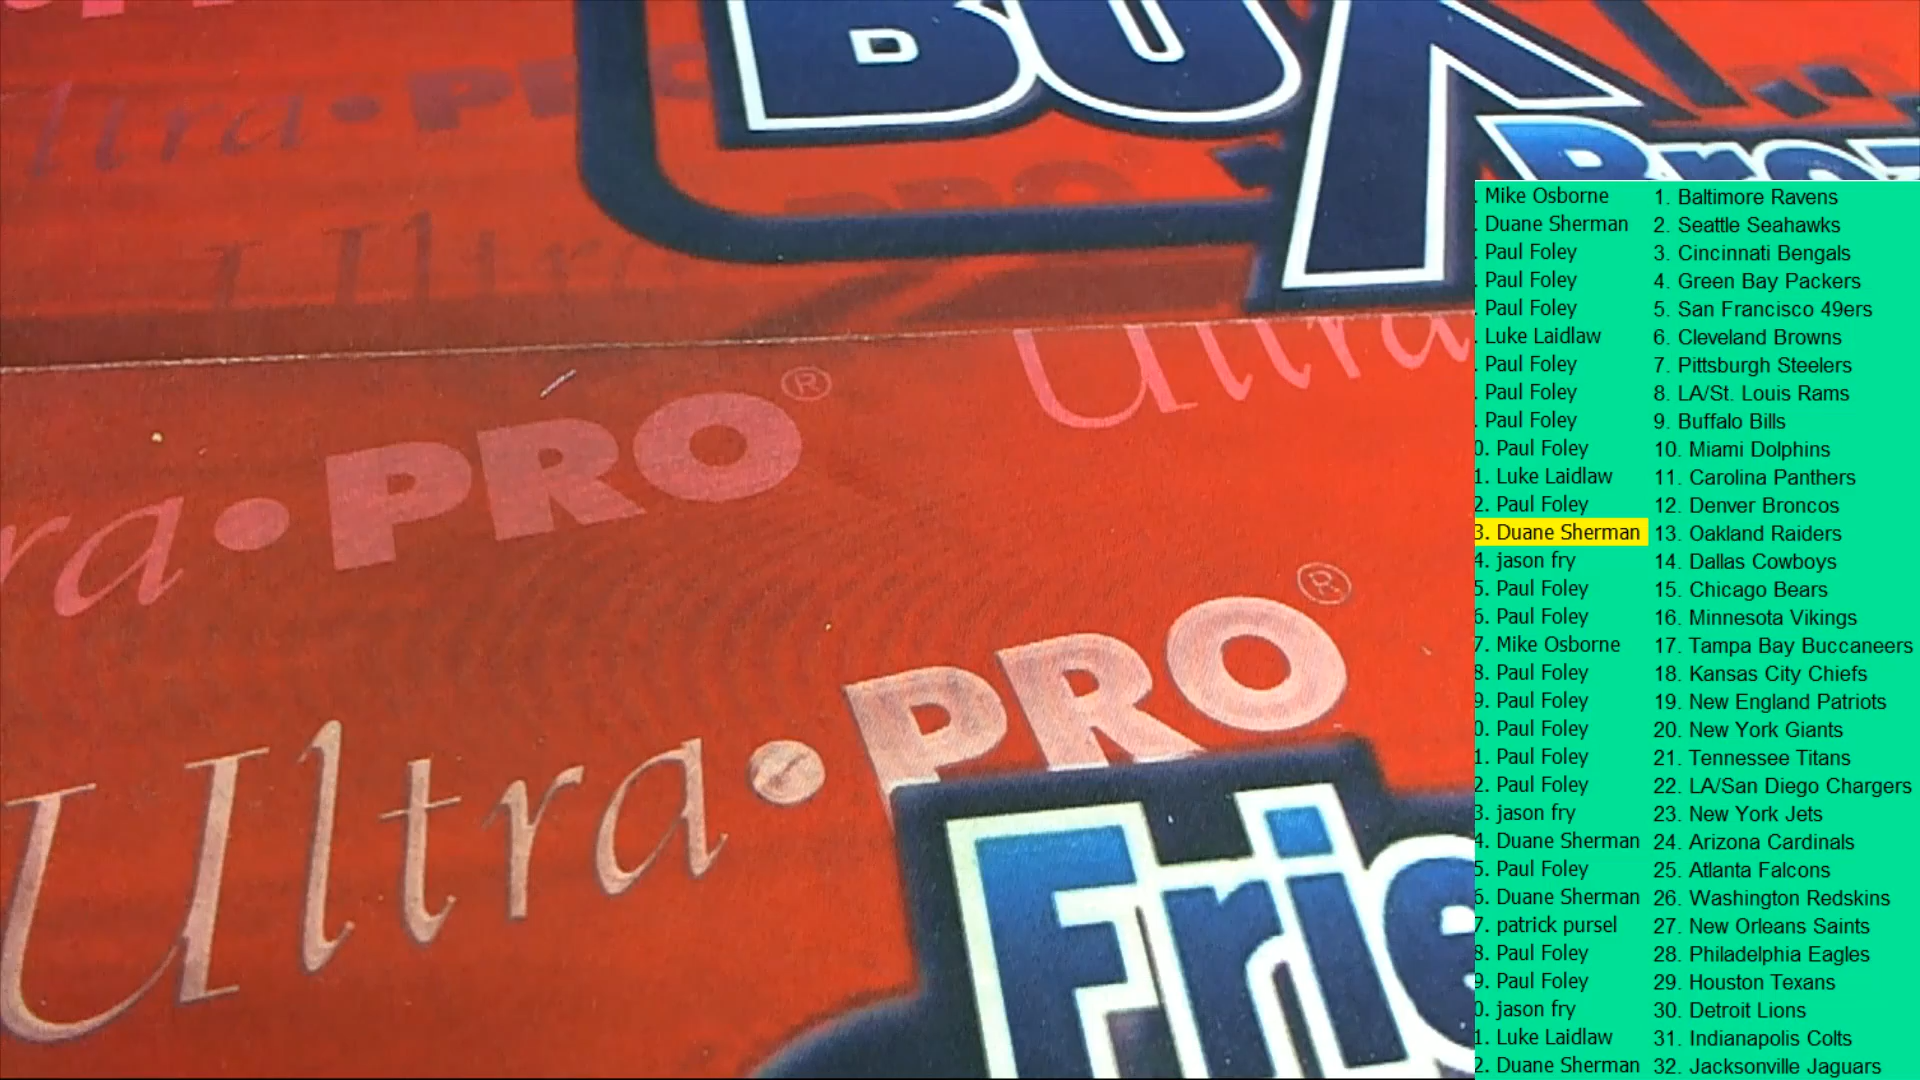 BOX
Ultra•PRO
Ultra•PRO®
Ultra
Ultra•PRO®
Frie
. Mike Osborne 1. Baltimore Ravens
. Duane Sherman 2. Seattle Seahawks
. Paul Foley 3. Cincinnati Bengals
. Paul Foley 4. Green Bay Packers
. Paul Foley 5. San Francisco 49ers
. Luke Laidlaw 6. Cleveland Browns
. Paul Foley 7. Pittsburgh Steelers
. Paul Foley 8. LA/St. Louis Rams
. Paul Foley 9. Buffalo Bills
0. Paul Foley 10. Miami Dolphins
1. Luke Laidlaw 11. Carolina Panthers
2. Paul Foley 12. Denver Broncos
3. Duane Sherman 13. Oakland Raiders
4. jason fry 14. Dallas Cowboys
5. Paul Foley 15. Chicago Bears
6. Paul Foley 16. Minnesota Vikings
7. Mike Osborne 17. Tampa Bay Buccaneers
8. Paul Foley 18. Kansas City Chiefs
9. Paul Foley 19. New England Patriots
0. Paul Foley 20. New York Giants
1. Paul Foley 21. Tennessee Titans
2. Paul Foley 22. LA/San Diego Chargers
3. jason fry 23. New York Jets
4. Duane Sherman 24. Arizona Cardinals
5. Paul Foley 25. Atlanta Falcons
6. Duane Sherman 26. Washington Redskins
7. patrick pursel 27. New Orleans Saints
8. Paul Foley 28. Philadelphia Eagles
9. Paul Foley 29. Houston Texans
0. jason fry 30. Detroit Lions
1. Luke Laidlaw 31. Indianapolis Colts
2. Duane Sherman 32. Jacksonville Jaguars